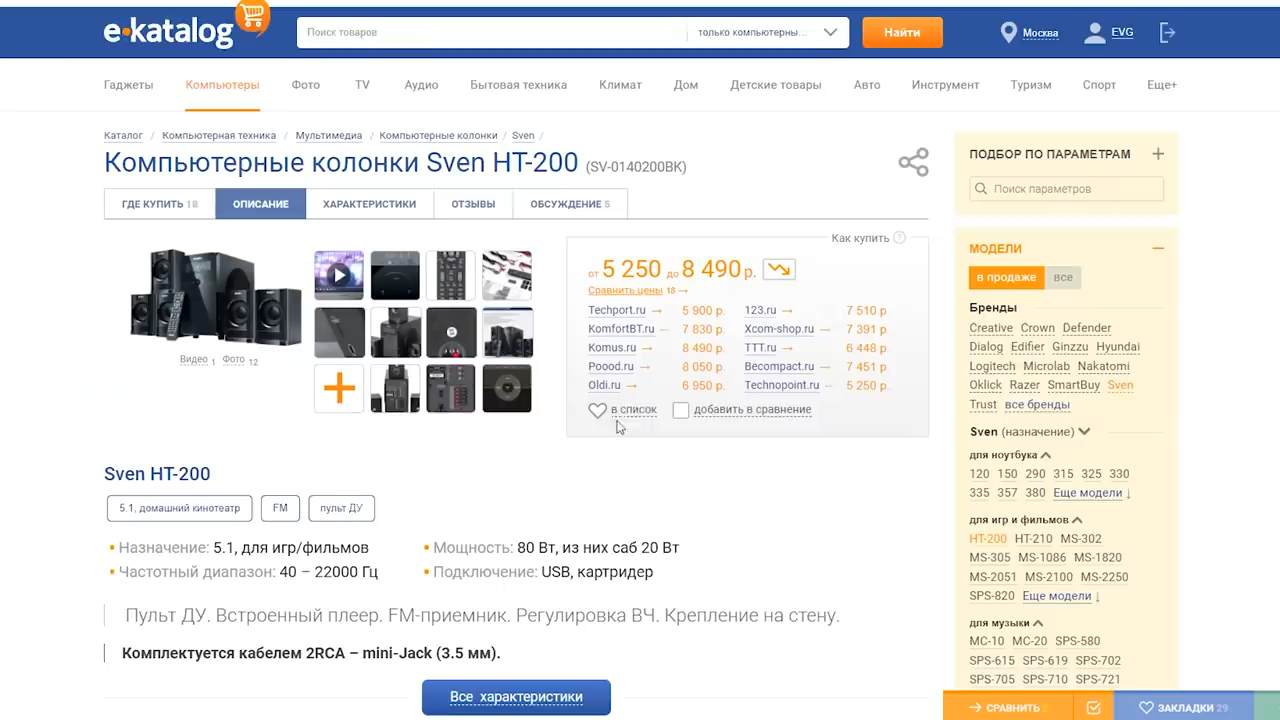 e-katalog
Поиск товаров
только компьютерны...
Найти
Москва
EVG
Гаджеты Компьютеры Фото TV Аудио Бытовая техника Климат Дом Детские товары Авто Инструмент Туризм Спорт Еще+
Каталог / Компьютерная техника / Мультимедиа / Компьютерные колонки / Sven /
Компьютерные колонки Sven HT-200 (SV-0140200BK)
ГДЕ КУПИТЬ 18 ОПИСАНИЕ ХАРАКТЕРИСТИКИ ОТЗЫВЫ ОБСУЖДЕНИЕ 5
Видео 1 Фото 12
Как купить ?
от 5 250 до 8 490 р.
Сравнить цены 18 →
Techport.ru → 5 900 р. 123.ru → 7 510 р
KomfortBT.ru → 7 830 р. Xcom-shop.ru → 7 391 р
Komus.ru → 8 490 р. TTT.ru → 6 448 р
Poood.ru → 8 050 р. Becompact.ru → 7 451 р
Oldi.ru → 6 950 р. Technopoint.ru → 5 250 р.
в список добавить в сравнение
Sven HT-200
5.1, домашний кинотеатр FM пульт ДУ
• Назначение: 5.1, для игр/фильмов • Мощность: 80 Вт, из них саб 20 Вт
• Частотный диапазон: 40 – 22000 Гц • Подключение: USB, картридер
Пульт ДУ. Встроенный плеер. FM-приемник. Регулировка ВЧ. Крепление на стену.
Комплектуется кабелем 2RCA – mini-Jack (3.5 мм).
Все характеристики
ПОДБОР ПО ПАРАМЕТРАМ +
Поиск параметров
МОДЕЛИ –
в продаже все
Бренды
Creative Crown Defender
Dialog Edifier Ginzzu Hyundai
Logitech Microlab Nakatomi
Oklick Razer SmartBuy Sven
Trust все бренды
Sven (назначение)
для ноутбука
120 150 290 315 325 330
335 357 380 Еще модели ↓
для игр и фильмов
HT-200 HT-210 MS-302
MS-305 MS-1086 MS-1820
MS-2051 MS-2100 MS-2250
SPS-820 Еще модели ↓
для музыки
MC-10 MC-20 SPS-580
SPS-615 SPS-619 SPS-702
SPS-705 SPS-710 SPS-721
→ СРАВНИТЬ
ЗАКЛАДКИ 29